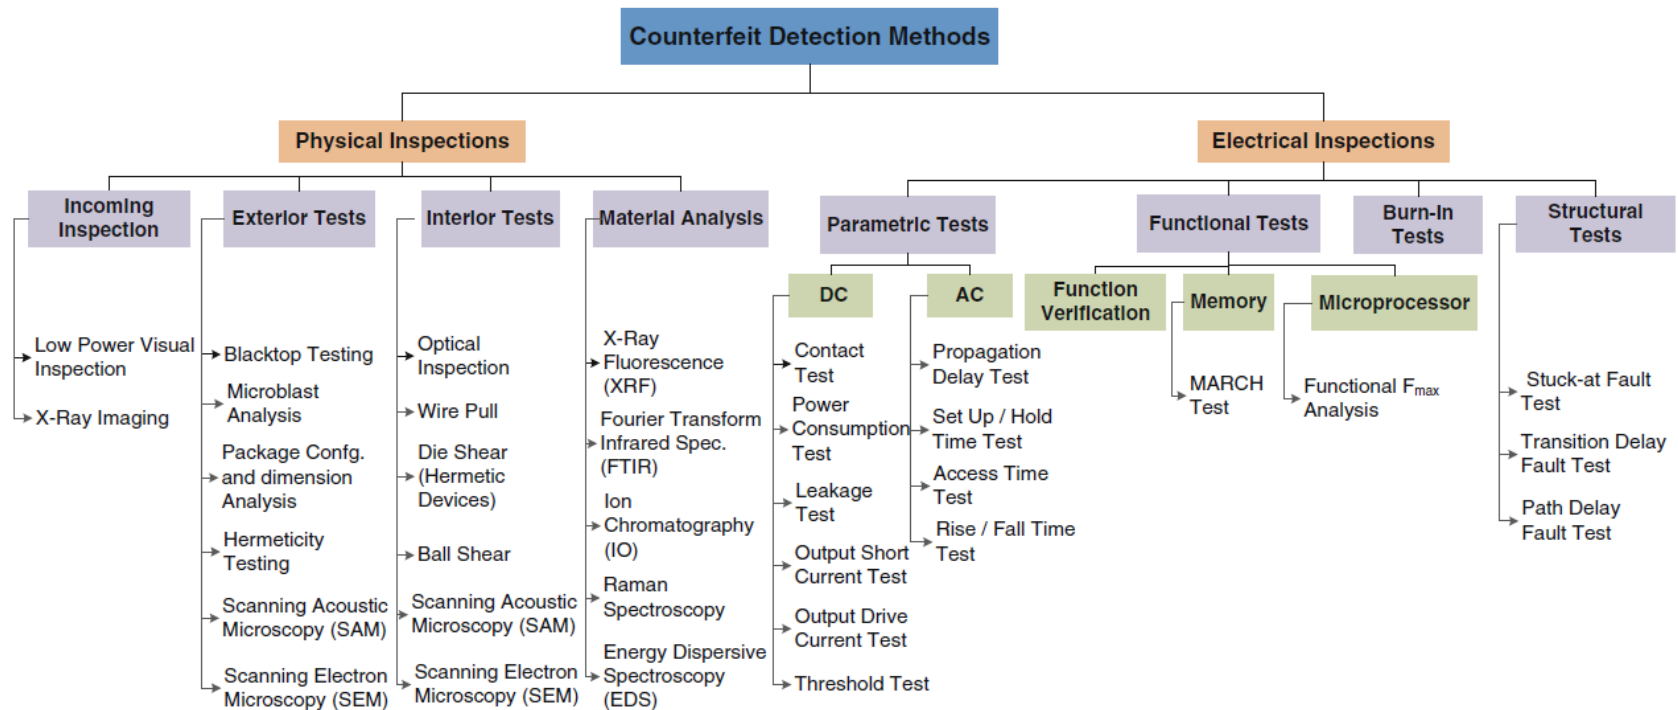 Counterfeit Detection Methods
Physical Inspections
Electrical Inspections
Incoming
Inspection
Exterior Tests
Interior Tests
Material Analysis
Parametric Tests
Functional Tests
Burn-In
Tests
Structural
Tests
DC
AC
Function
Verification
Memory
Microprocessor
Low Power Visual
Inspection
X-Ray Imaging
Blacktop Testing
Microblast
Analysis
Package Confg.
and dimension
Analysis
Hermeticity
Testing
Scanning Acoustic
Microscopy (SAM)
Scanning Electron
Microscopy (SEM)
Optical
Inspection
Wire Pull
Die Shear
(Hermetic
Devices)
Ball Shear
Scanning Acoustic
Microscopy (SAM)
Scanning Electron
Microscopy (SEM)
X-Ray
Fluorescence
(XRF)
Fourier Transform
Infrared Spec.
(FTIR)
Ion
Chromatography
(IO)
Raman
Spectroscopy
Energy Dispersive
Spectroscopy
(EDS)
Contact
Test
Power
Consumption
Test
Leakage
Test
Output Short
Current Test
Output Drive
Current Test
Threshold Test
Propagation
Delay Test
Set Up / Hold
Time Test
Access Time
Test
Rise / Fall Time
Test
MARCH
Test
Functional Fmax
Analysis
Stuck-at Fault
Test
Transition Delay
Fault Test
Path Delay
Fault Test